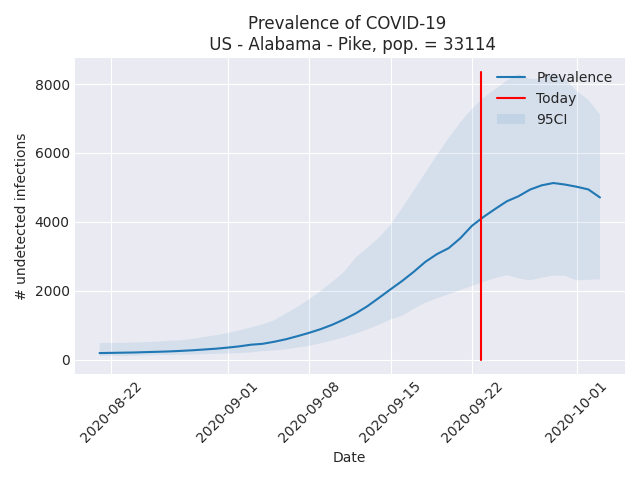 Prevalence of COVID-19
US - Alabama - Pike, pop. = 33114
8000
6000
4000
2000
0
# undetected infections
Prevalence
Today
95CI
2020-08-22
2020-09-01
2020-09-08
2020-09-15
2020-09-22
2020-10-01
Date